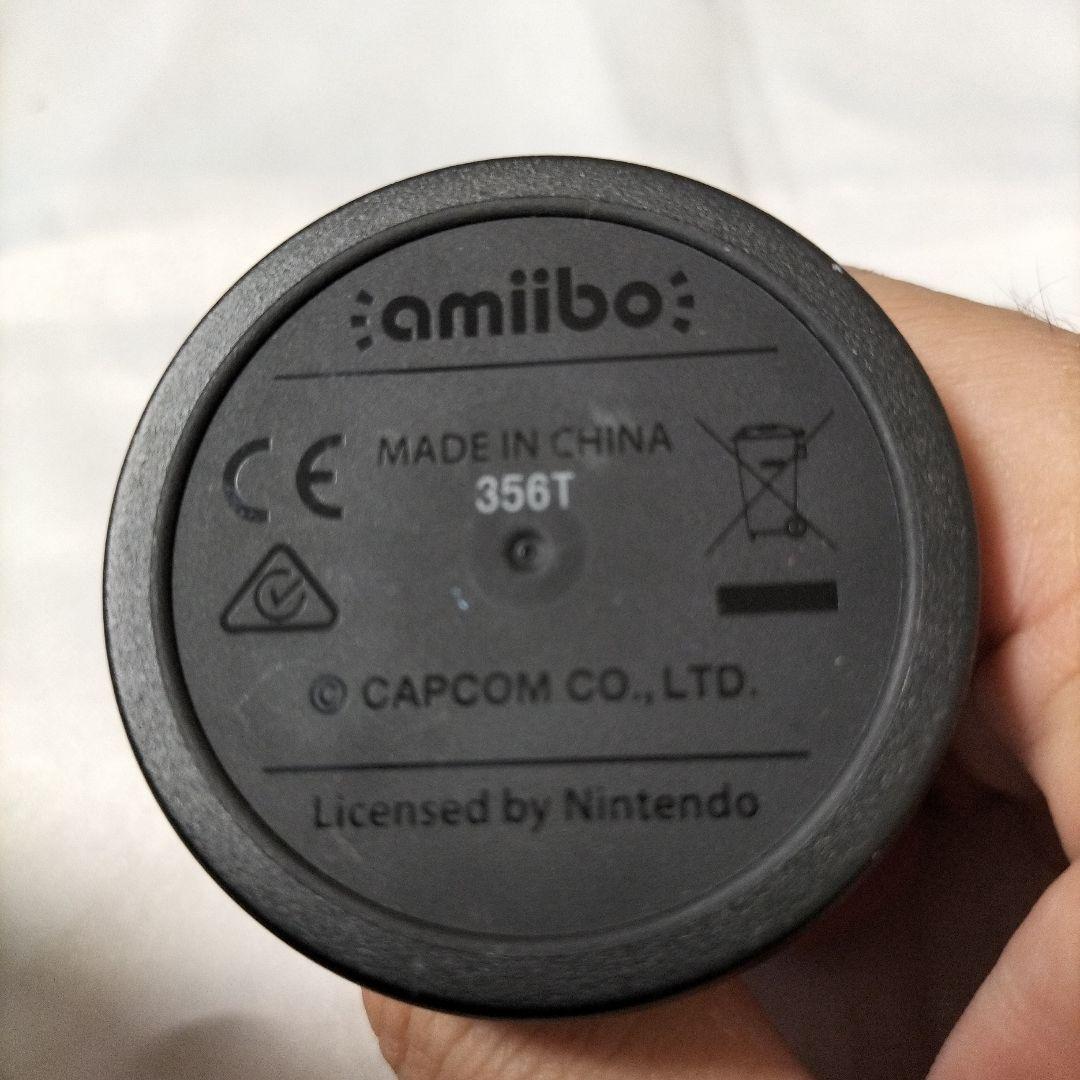 amiibo
CE
MADE IN CHINA
356T
© CAPCOM CO., LTD.
Licensed by Nintendo